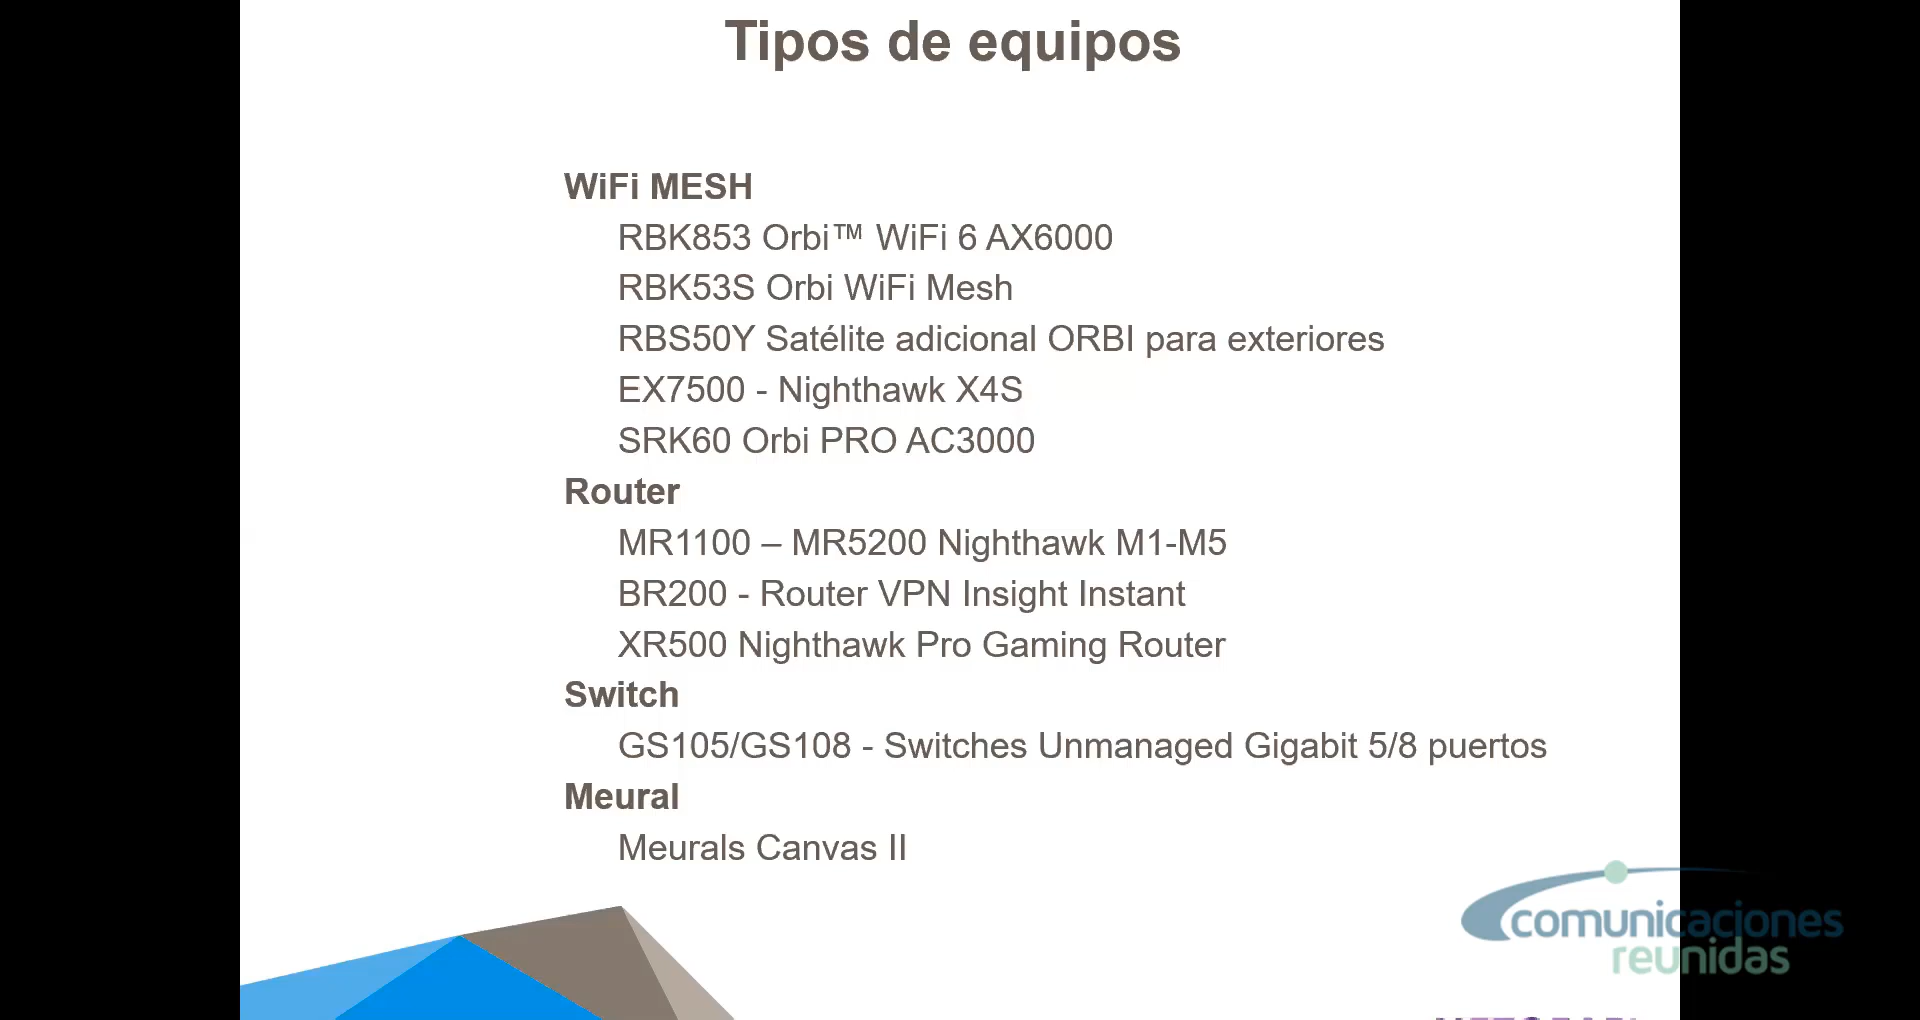 Tipos de equipos
WiFi MESH
RBK853 Orbi™ WiFi 6 AX6000
RBK53S Orbi WiFi Mesh
RBS50Y Satélite adicional ORBI para exteriores
EX7500 - Nighthawk X4S
SRK60 Orbi PRO AC3000
Router
MR1100 – MR5200 Nighthawk M1-M5
BR200 - Router VPN Insight Instant
XR500 Nighthawk Pro Gaming Router
Switch
GS105/GS108 - Switches Unmanaged Gigabit 5/8 puertos
Meural
Meurals Canvas II
comunicaciones
reunidas